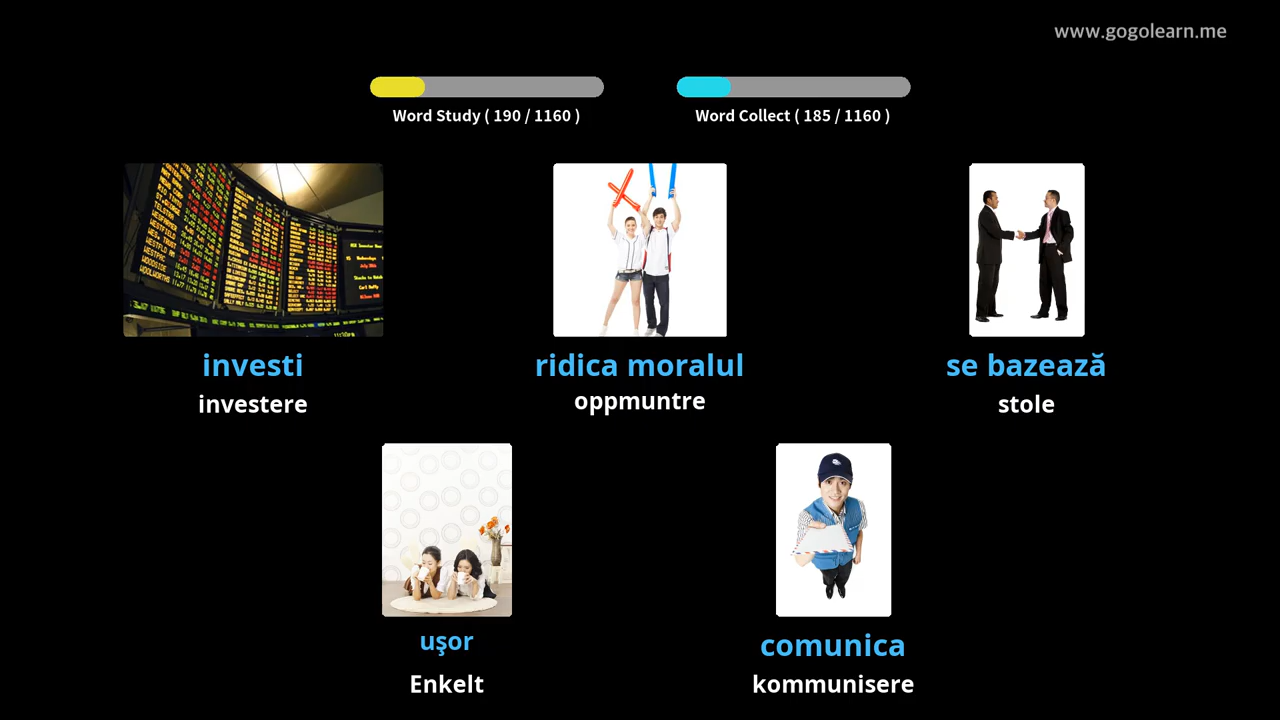 www.gogolearn.me
Word Study ( 190 / 1160 )
Word Collect ( 185 / 1160 )
investi
investere
ridica moralul
oppmuntre
se bazează
stole
uşor
Enkelt
comunica
kommunisere